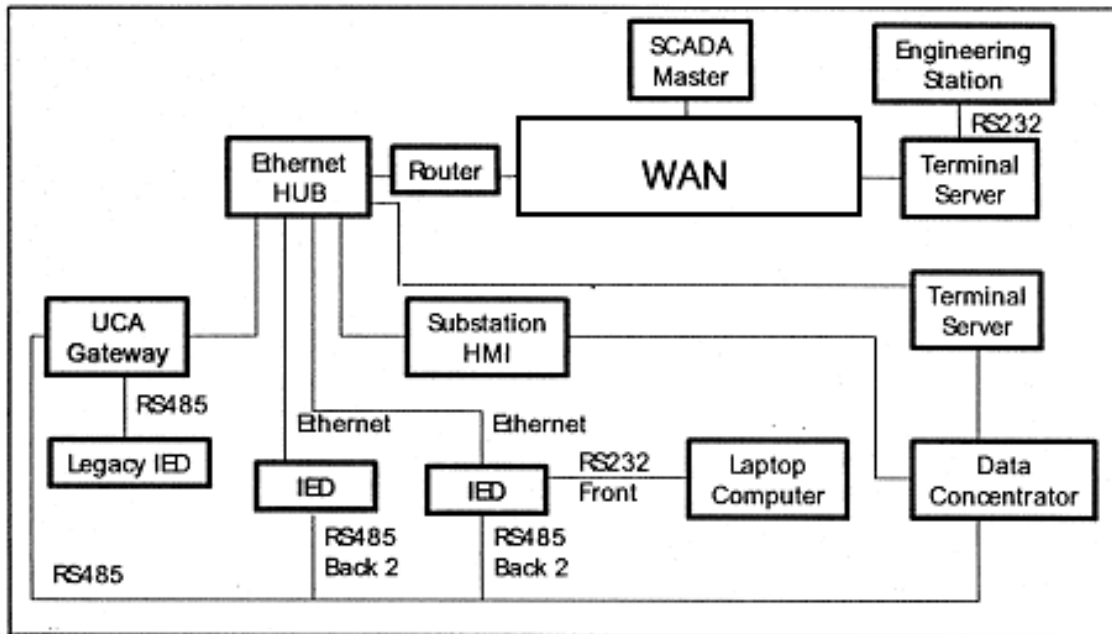 SCADA
Master
Engineering
Station
RS232
Ethernet
HUB
Router
WAN
Terminal
Server
UCA
Gateway
Substation
HMI
Terminal
Server
RS485
Ethernet
Ethernet
Legacy IED
IED
IED
RS232
Front
Laptop
Computer
Data
Concentrator
RS485
Back 2
RS485
Back 2
RS485